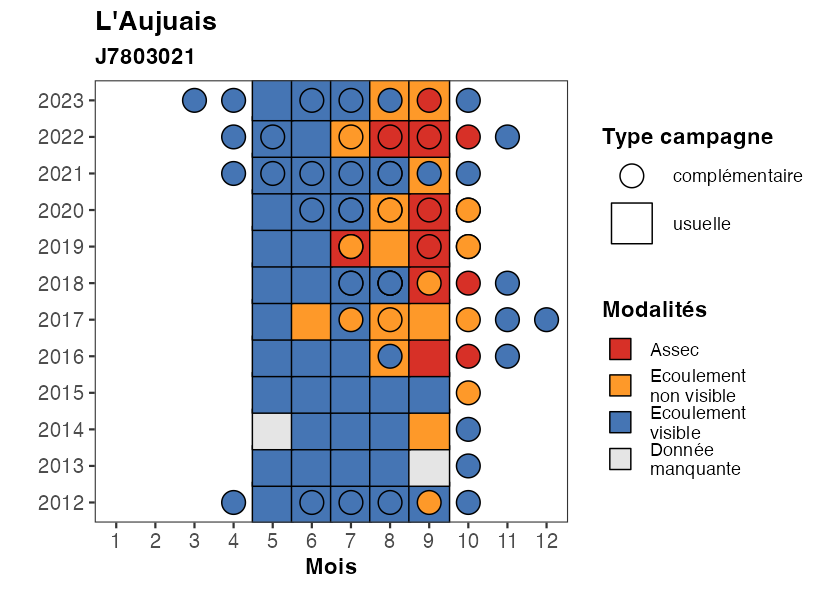 L'Aujuais
J7803021
2023
2022
2021
2020
2019
2018
2017
2016
2015
2014
2013
2012
1 2 3 4 5 6 7 8 9 10 11 12
Mois
Type campagne
complémentaire
usuelle
Modalités
Assec
Ecoulement
non visible
Ecoulement
visible
Donnée
manquante